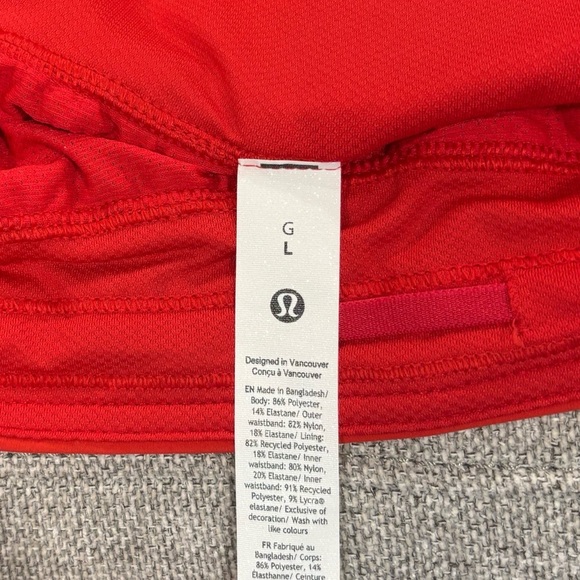 G
L
Designed in Vancouver
Conçu à Vancouver
EN Made in Bangladesh/
Body: 86% Polyester,
14% Elastane/ Outer
waistband: 82% Nylon,
18% Elastane/ Lining:
82% Recycled Polyester,
18% Elastane/ Inner
waistband: 80% Nylon,
20% Elastane/ Inner
waistband: 91% Recycled
Polyester, 9% Lycra®
elastane/ Exclusive of
decoration/ Wash with
like colours
FR Fabriqué au
Bangladesh/ Corps:
86% Polyester, 14%
Élasthanne/ Ceinture